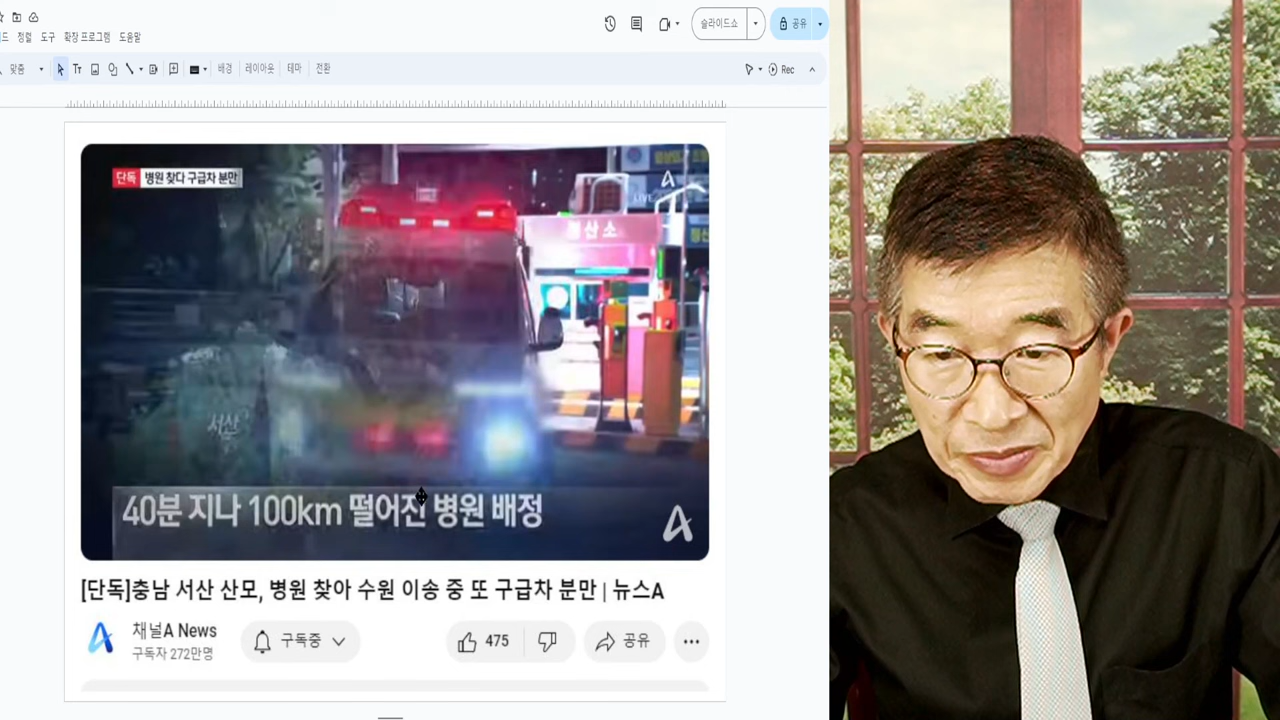 드 정렬 도구 확장 프로그램 도움말
슬라이드쇼
공유
맞춤
Tт
배경 레이아웃 테마 전환
Rec
단독 병원 찾다 구급차 분만
LIVE
정산소
서산
40분 지나 100km 떨어진 병원 배정
[단독]충남 서산 산모, 병원 찾아 수원 이송 중 또 구급차 분만 | 뉴스A
채널A News
구독자 272만명
구독중
475
공유